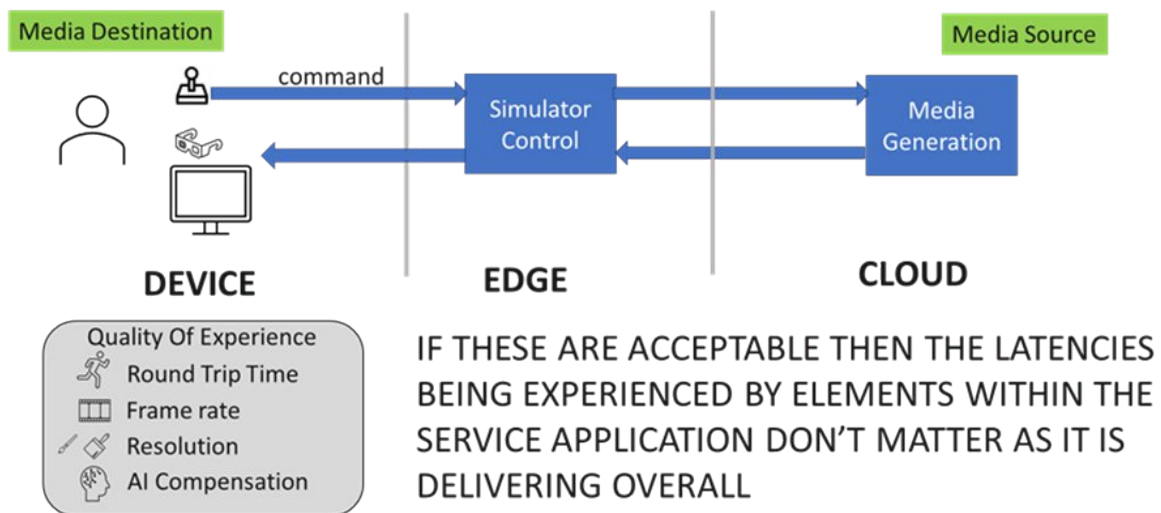 Media Destination
Media Source
command
Simulator
Control
Media
Generation
DEVICE
EDGE
CLOUD
Quality Of Experience
Round Trip Time
Frame rate
Resolution
AI Compensation
IF THESE ARE ACCEPTABLE THEN THE LATENCIES
BEING EXPERIENCED BY ELEMENTS WITHIN THE
SERVICE APPLICATION DON’T MATTER AS IT IS
DELIVERING OVERALL